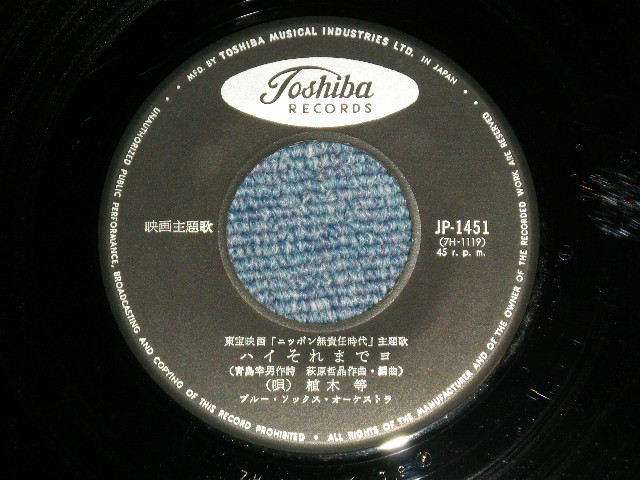 MFD. BY TOSHIBA MUSICAL INDUSTRIES LTD. IN JAPAN
Toshiba
RECORDS
映画主題歌
JP-1451
(7H-1119)
45 r. p. m.
東宝映画「ニッポン無責任時代」主題歌
ハイそれまでヨ
(青島幸男作詩 萩原哲晶作曲・編曲)
(唄) 植木 等
ブルー・ソックス・オーケストラ
UNAUTHORIZED PUBLIC PERFORMANCE, BROADCASTING AND COPYING OF THIS RECORD PROHIBITED • ALL RIGHTS OF THE MANUFACTURER AND OF THE OWNER OF THE RECORDED WORK ARE RESERVED